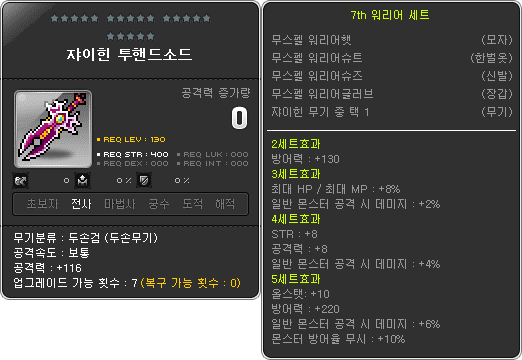 쟈이힌 투핸드소드
공격력 증가량
0
REQ LEV : 130
REQ STR : 400
REQ LUK : 000
REQ DEX : 000
REQ INT : 000
0
0 %
0 %
초보자 전사 마법사 궁수 도적 해적
무기분류 : 두손검 (두손무기)
공격속도 : 보통
공격력 : +116
업그레이드 가능 횟수 : 7 (복구 가능 횟수 : 0)
7th 워리어 세트
무스펠 워리어햇 (모자)
무스펠 워리어슈트 (한벌옷)
무스펠 워리어슈즈 (신발)
무스펠 워리어글러브 (장갑)
쟈이힌 무기 중 택 1 (무기)
2세트효과
방어력 : +130
3세트효과
최대 HP / 최대 MP : +8%
일반 몬스터 공격 시 데미지 : +2%
4세트효과
STR : +8
공격력 : +8
일반 몬스터 공격 시 데미지 : +4%
5세트효과
올스탯: +10
방어력 : +220
일반 몬스터 공격 시 데미지 : +6%
몬스터 방어율 무시 : +10%